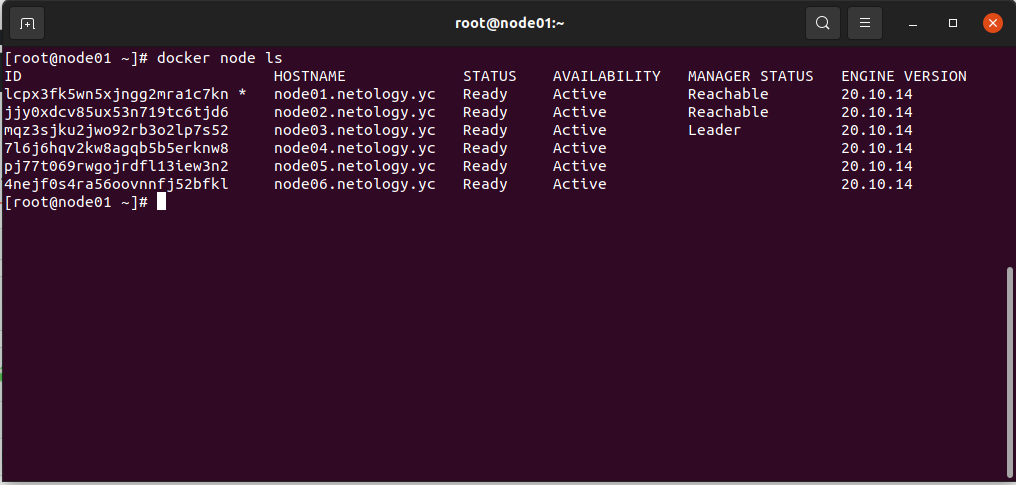 root@node01:~
[root@node01 ~]# docker node ls
ID HOSTNAME STATUS AVAILABILITY MANAGER STATUS ENGINE VERSION
lcpx3fk5wn5xjngg2mra1c7kn * node01.netology.yc Ready Active Reachable 20.10.14
jjy0xdcv85ux53n719tc6tjd6 node02.netology.yc Ready Active Reachable 20.10.14
mqz3sjku2jwo92rb3o2lp7s52 node03.netology.yc Ready Active Leader 20.10.14
7l6j6hqv2kw8agqb5b5erknw8 node04.netology.yc Ready Active 20.10.14
pj77t069rwgojrdfl13iew3n2 node05.netology.yc Ready Active 20.10.14
4nejf0s4ra56oovnnfj52bfkl node06.netology.yc Ready Active 20.10.14
[root@node01 ~]#